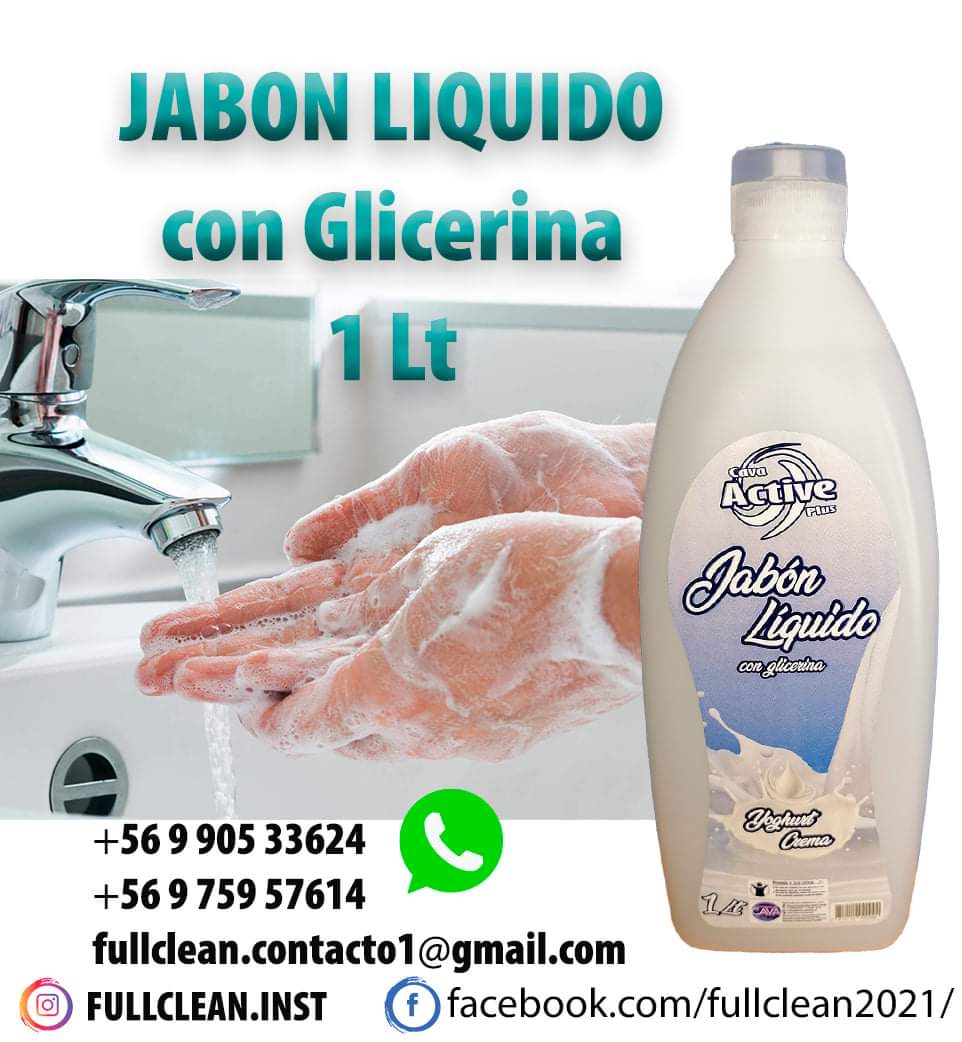 JABON LIQUIDO
con Glicerina
1 Lt
Cava
Active
Plus
Jabón
Líquido
con glicerina
Yoghurt
Crema
1/Lt
CAVA
+56 9 905 33624
+56 9 759 57614
fullclean.contacto1@gmail.com
FULLCLEAN.INST
facebook.com/fullclean2021/